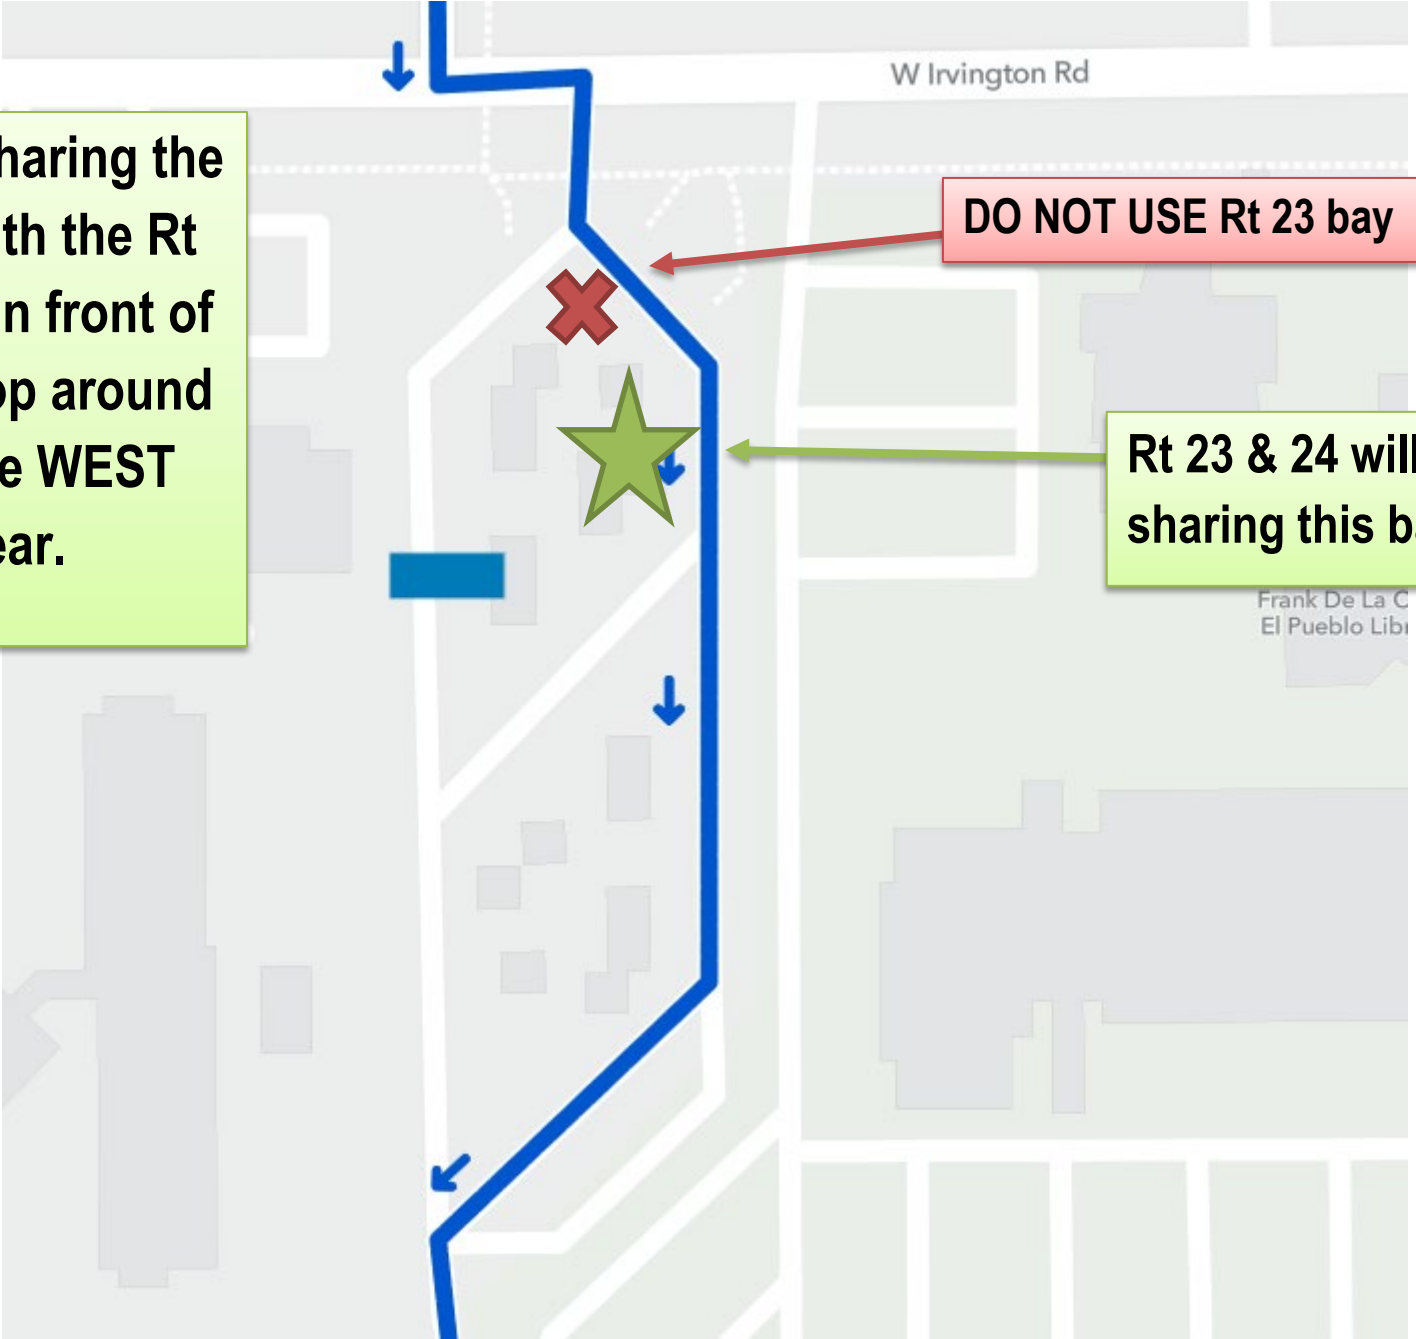 W Irvington Rd
haring the
th the Rt
n front of
op around
e WEST
ear.
DO NOT USE Rt 23 bay
Rt 23 & 24 will
sharing this b
Frank De La C
El Pueblo Libr